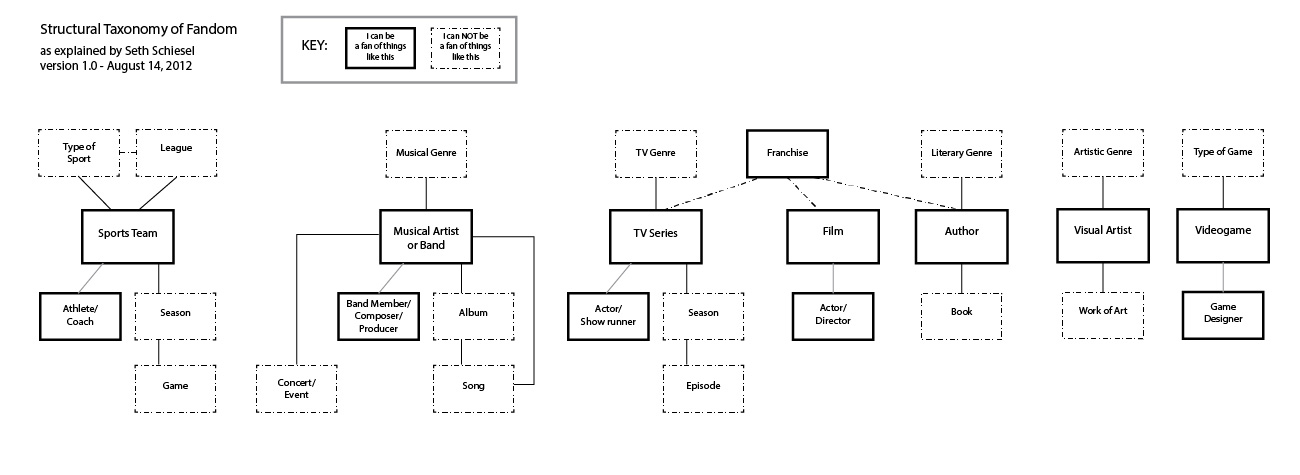 Structural Taxonomy of Fandom
as explained by Seth Schiesel
version 1.0 - August 14, 2012
KEY:
I can be
a fan of things
like this
I can NOT be
a fan of things
like this
Type of
Sport
League
Musical Genre
TV Genre
Franchise
Literary Genre
Artistic Genre
Type of Game
Sports Team
Musical Artist
or Band
TV Series
Film
Author
Visual Artist
Videogame
Athlete/
Coach
Season
Band Member/
Composer/
Producer
Album
Actor/
Show runner
Season
Actor/
Director
Book
Work of Art
Game
Designer
Game
Concert/
Event
Song
Episode